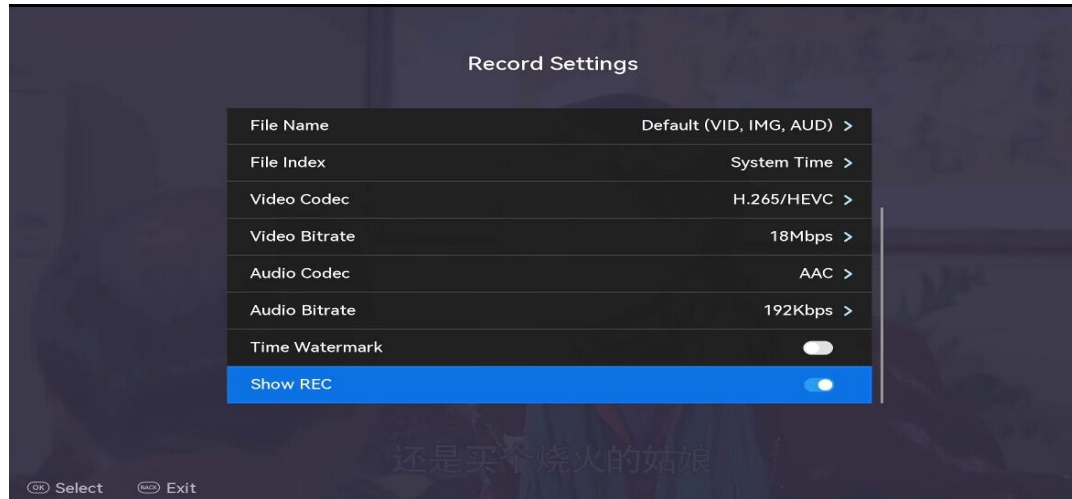 Record Settings
File Name Default (VID, IMG, AUD) >
File Index System Time >
Video Codec H.265/HEVC >
Video Bitrate 18Mbps >
Audio Codec AAC >
Audio Bitrate 192Kbps >
Time Watermark
Show REC
还是买个烧火的姑娘
OK Select BACK Exit